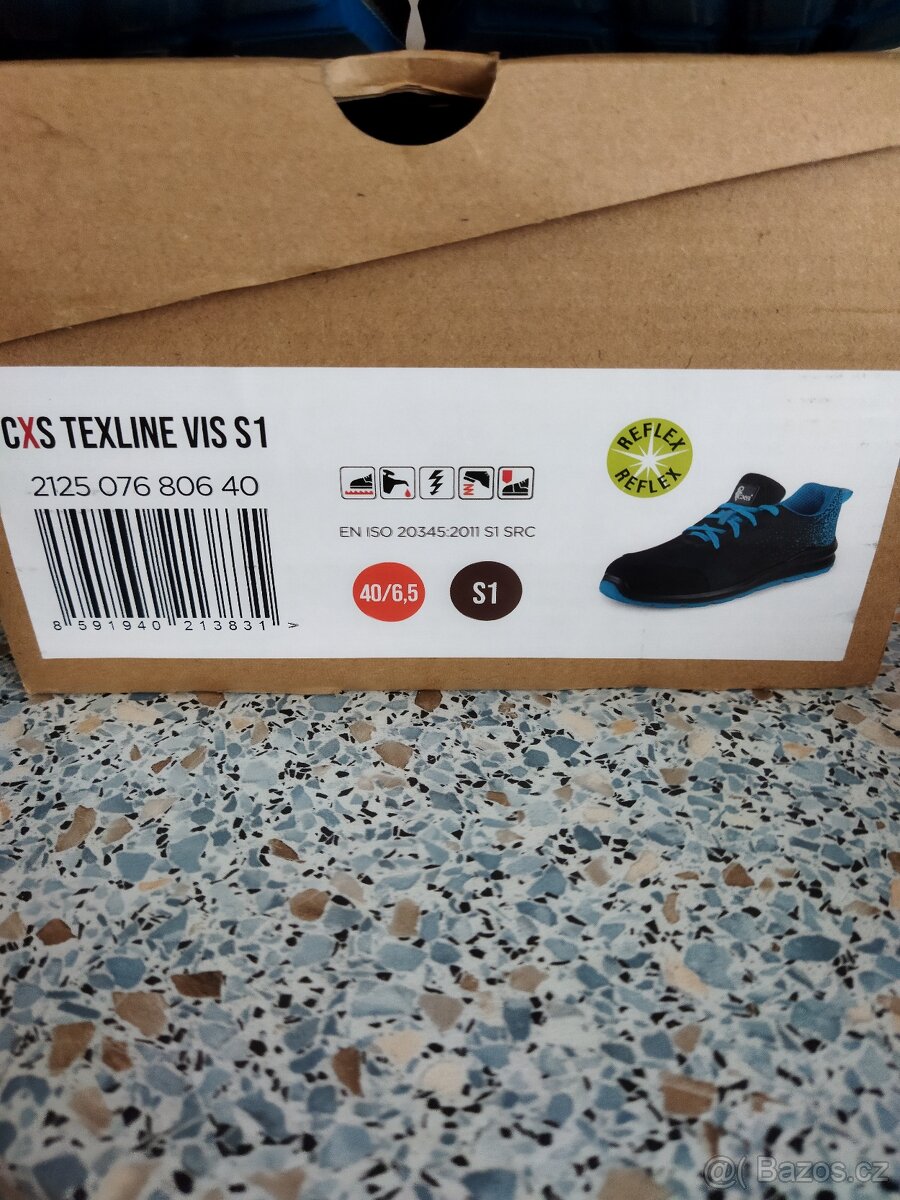 CXS TEXLINE VIS S1
2125 076 806 40
8 591940 213831 >
EN ISO 20345:2011 S1 SRC
40/6,5
S1
REFLEX
REFLEX
CXS
@( Bazos.cz